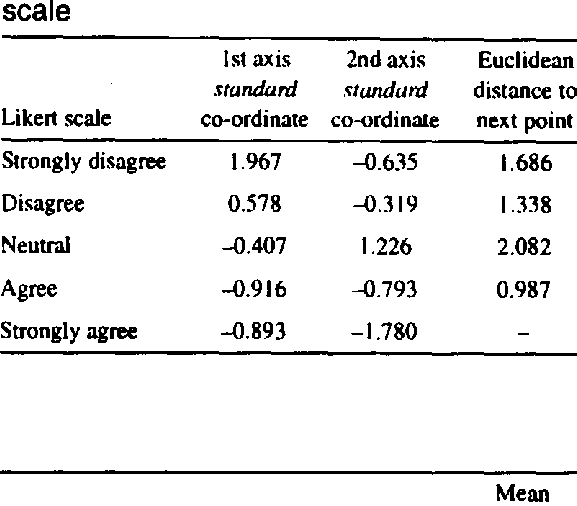 scale
1st axis 2nd axis Euclidean
standard standard distance to
Likert scale co-ordinate co-ordinate next point
Strongly disagree 1.967 –0.635 1.686
Disagree 0.578 –0.319 1.338
Neutral –0.407 1.226 2.082
Agree –0.916 –0.793 0.987
Strongly agree –0.893 –1.780 –
Mean